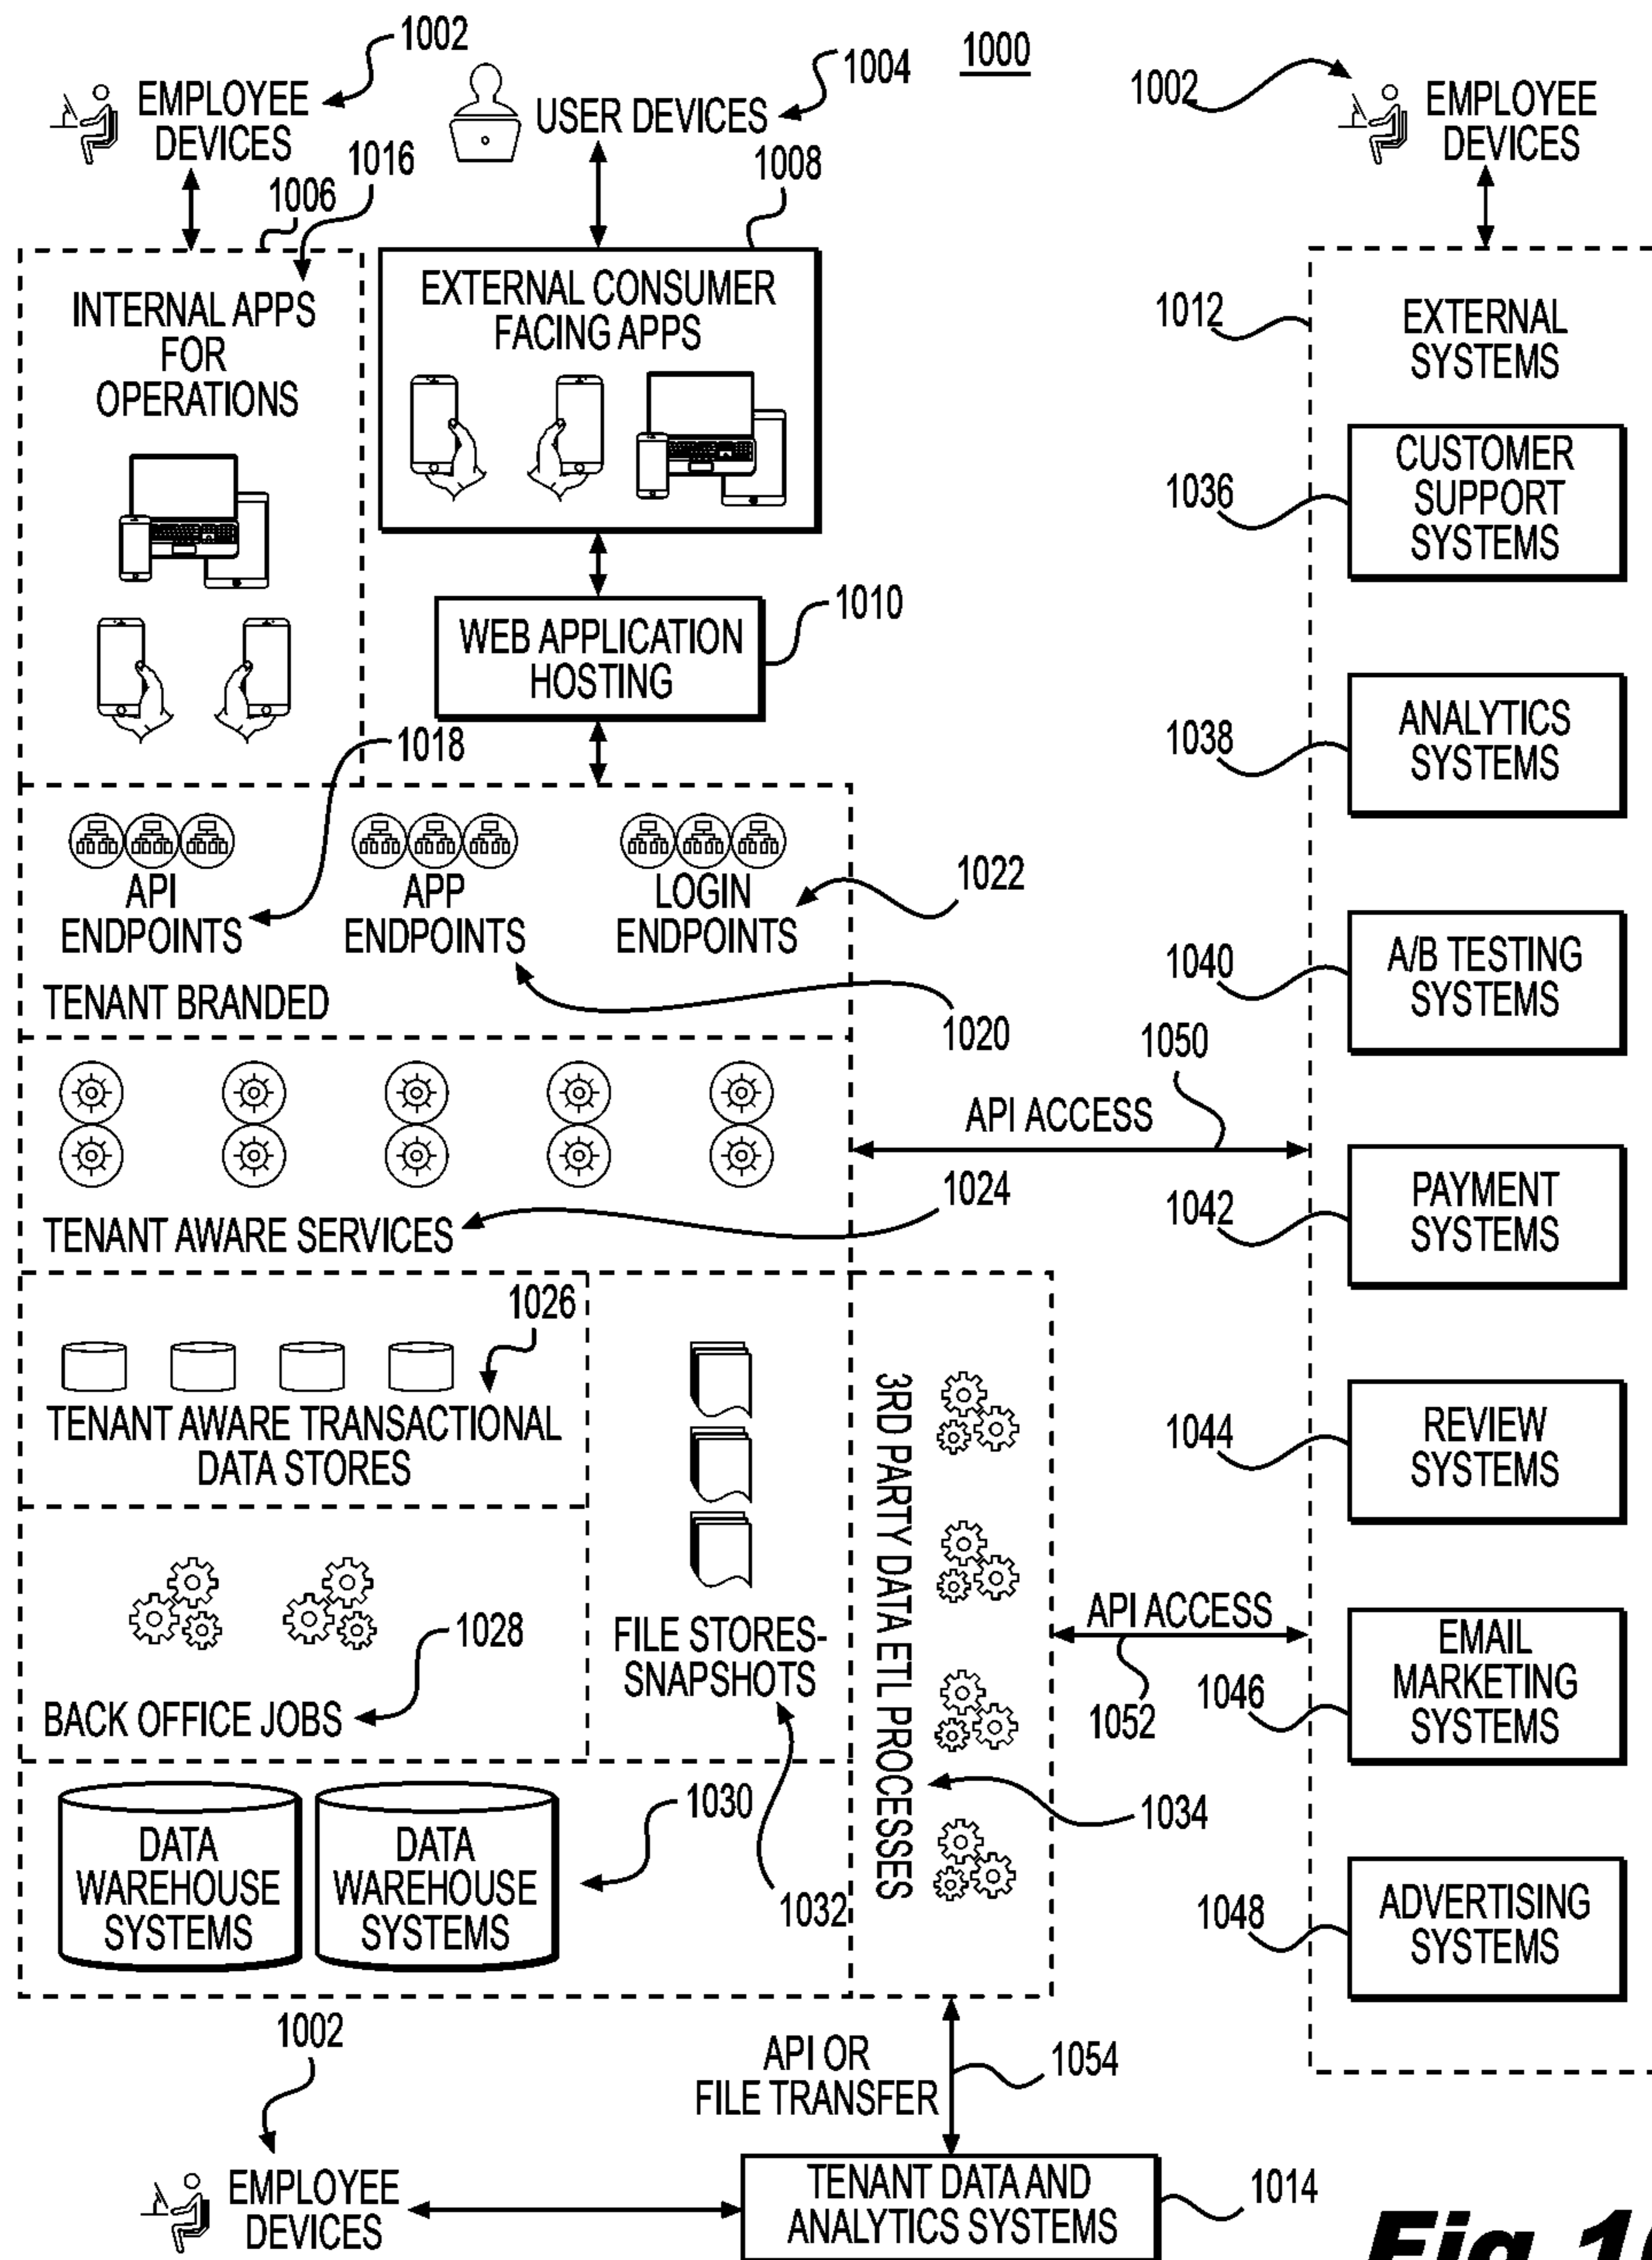 1000
1002
EMPLOYEE
DEVICES
1004
USER DEVICES
1002
EMPLOYEE
DEVICES
1006
1016
1008
INTERNAL APPS
FOR
OPERATIONS
EXTERNAL CONSUMER
FACING APPS
WEB APPLICATION
HOSTING
1010
1018
API
ENDPOINTS
APP
ENDPOINTS
LOGIN
ENDPOINTS
1022
TENANT BRANDED
1020
1050
API ACCESS
TENANT AWARE SERVICES
1024
1026
TENANT AWARE TRANSACTIONAL
DATA STORES
BACK OFFICE JOBS
1028
FILE STORES-
SNAPSHOTS
1032
3RD PARTY DATA ETL PROCESSES
1034
API ACCESS
1052
DATA
WAREHOUSE
SYSTEMS
DATA
WAREHOUSE
SYSTEMS
1030
1012
EXTERNAL
SYSTEMS
1036
CUSTOMER
SUPPORT
SYSTEMS
1038
ANALYTICS
SYSTEMS
1040
A/B TESTING
SYSTEMS
1042
PAYMENT
SYSTEMS
1044
REVIEW
SYSTEMS
1046
EMAIL
MARKETING
SYSTEMS
1048
ADVERTISING
SYSTEMS
1002
EMPLOYEE
DEVICES
API OR
FILE TRANSFER
1054
TENANT DATA AND
ANALYTICS SYSTEMS
1014
Fig